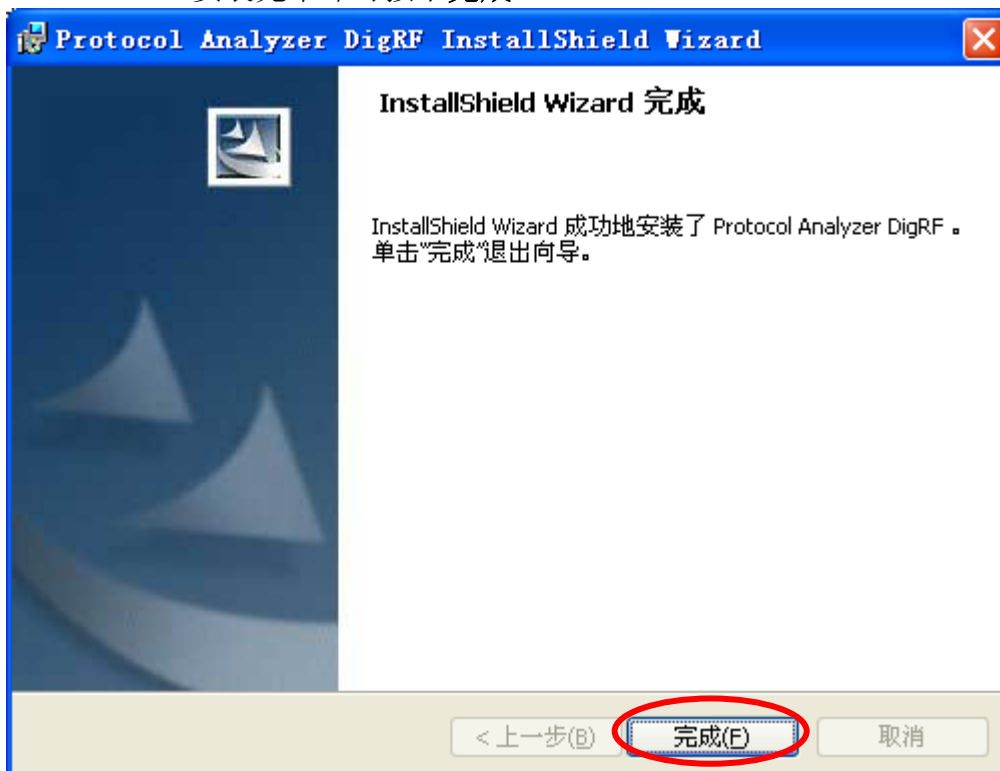 Protocol Analyzer DigRF InstallShield Wizard
InstallShield Wizard 完成
InstallShield Wizard 成功地安装了 Protocol Analyzer DigRF 。
单击“完成”退出向导。
< 上一步(B)
完成(F)
取消